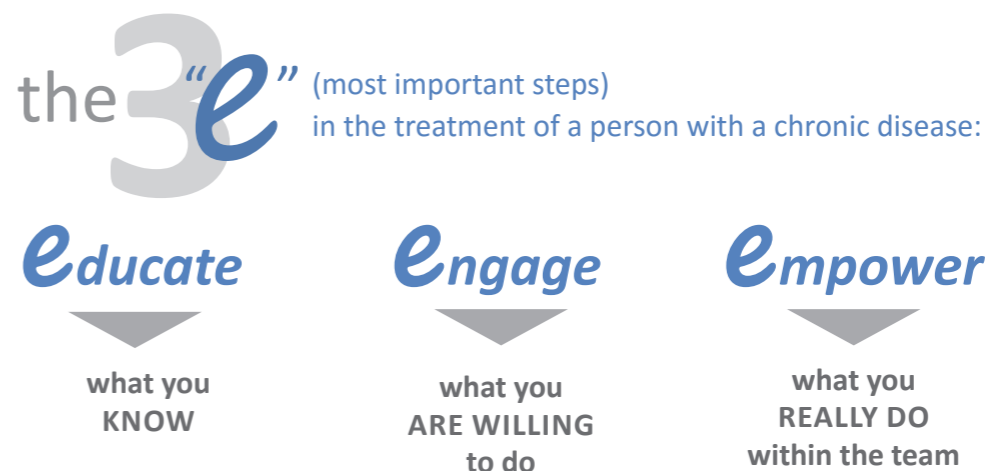 the 3 “e” (most important steps)
in the treatment of a person with a chronic disease:
educate
engage
empower
what you
KNOW
what you
ARE WILLING
to do
what you
REALLY DO
within the team